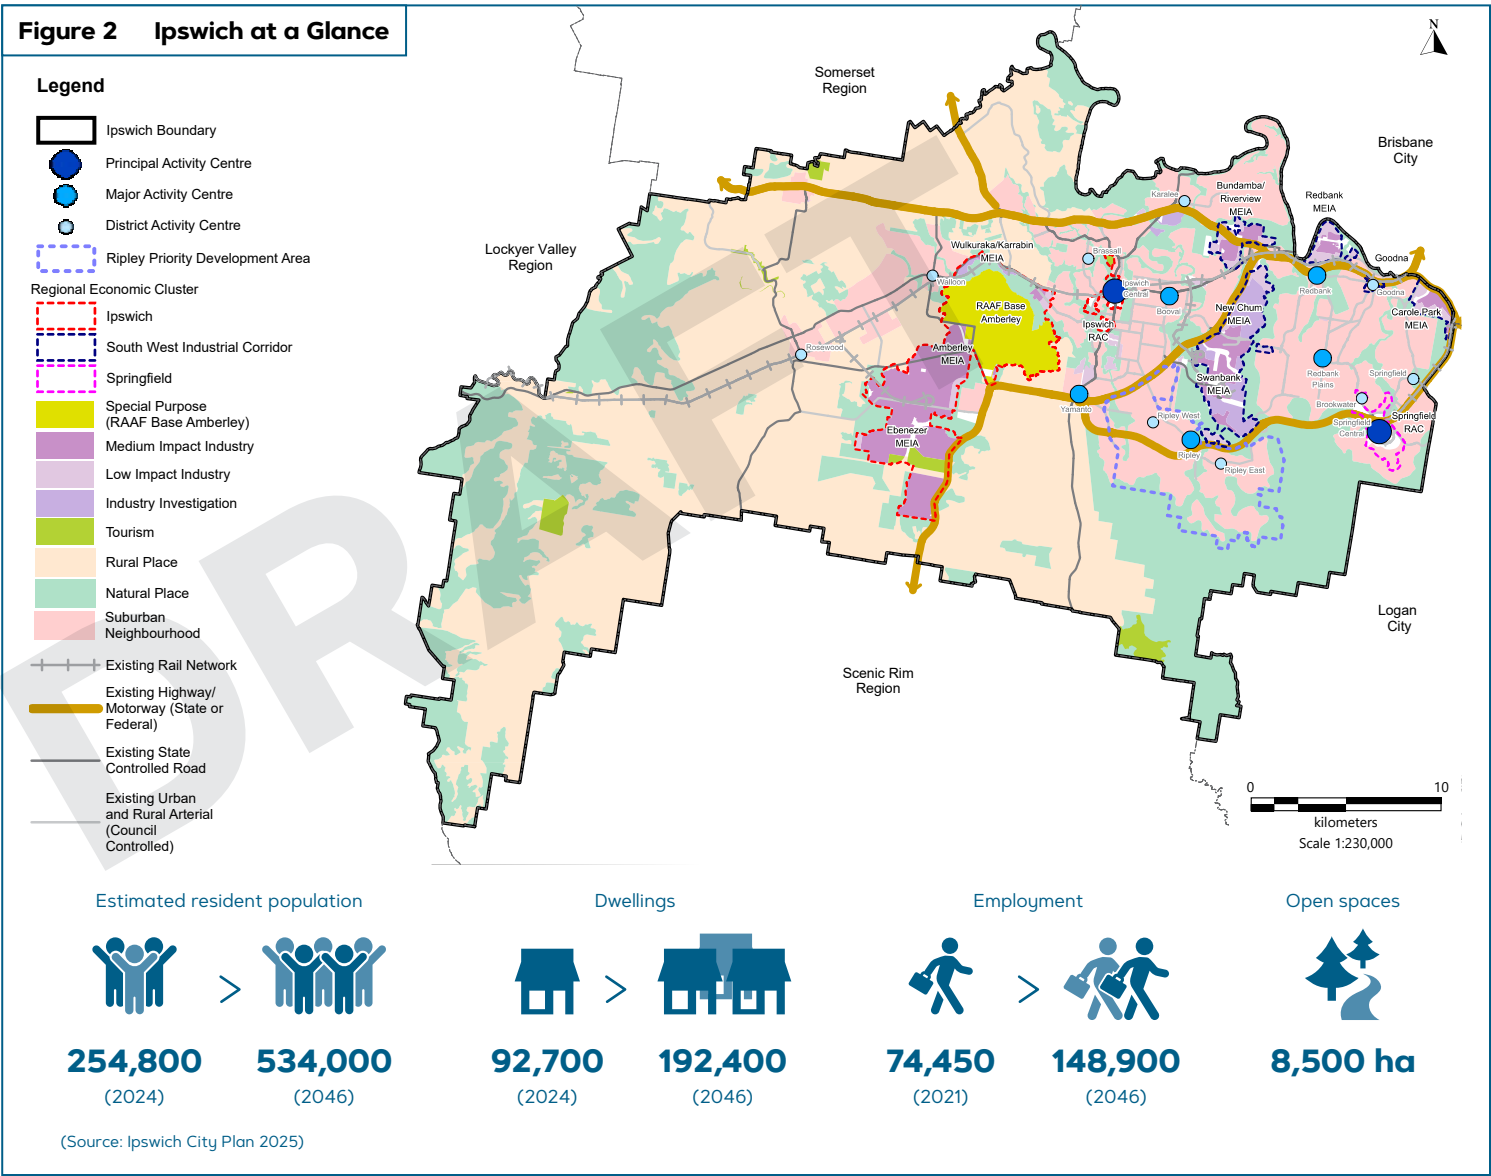 Figure 2 Ipswich at a Glance
Legend
Ipswich Boundary
Principal Activity Centre
Major Activity Centre
District Activity Centre
Ripley Priority Development Area
Regional Economic Cluster
Ipswich
South West Industrial Corridor
Springfield
Special Purpose
(RAAF Base Amberley)
Medium Impact Industry
Low Impact Industry
Industry Investigation
Tourism
Rural Place
Natural Place
Suburban
Neighbourhood
Existing Rail Network
Existing Highway/
Motorway (State or
Federal)
Existing State
Controlled Road
Existing Urban
and Rural Arterial
(Council
Controlled)
DRAFT
N
Somerset
Region
Brisbane
City
Lockyer Valley
Region
Scenic Rim
Region
Logan
City
Karalee
Bundamba/
Riverview
MEIA
Redbank
MEIA
Wulkuraka/Karrabin
MEIA
Brassall
Goodna
Walloon
RAAF Base
Amberley
Ipswich
Central
Booval
Redbank
Goodna
New Chum
MEIA
Carole Park
MEIA
Ipswich
RAC
Rosewood
Amberley
MEIA
Swanbank
MEIA
Redbank
Plains
Springfield
Yamanto
Brookwater
Ripley West
Springfield
Central
Springfield
RAC
Ebenezer
MEIA
Ripley
Ripley East
0 10
kilometers
Scale 1:230,000
Estimated resident population
Dwellings
Employment
Open spaces
> > >
254,800 534,000 92,700 192,400 74,450 148,900 8,500 ha
(2024) (2046) (2024) (2046) (2021) (2046)
(Source: Ipswich City Plan 2025)